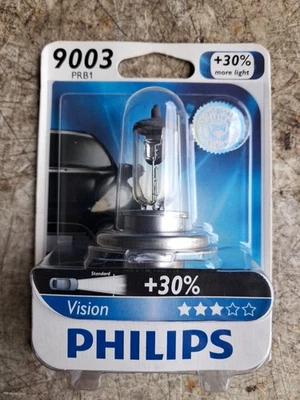 9003
PRB1
+30%
more light
Standard
+30%
Vision
PHILIPS